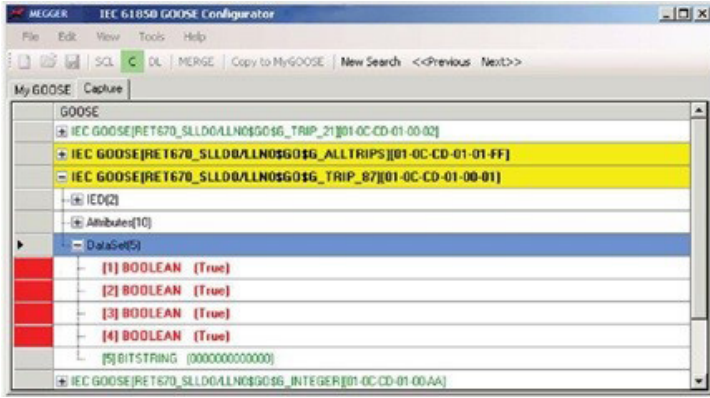 MEGGER IEC 61850 GOOSE Configurator
File Edit View Tools Help
SCL C DL MERGE Copy to MyGOOSE New Search <<Previous Next>>
My GOOSE Capture
GOOSE
IEC GOOSE[RET670_SLLD0/LLN0$GO$G_TRIP_21][01-0C-CD-01-00-02]
IEC GOOSE[RET670_SLLD0/LLN0$GO$G_ALLTRIPS][01-0C-CD-01-01-FF]
IEC GOOSE[RET670_SLLD0/LLN0$GO$G_TRIP_87][01-0C-CD-01-00-01]
IED[2]
Attributes[10]
DataSet[5]
[1] BOOLEAN (True)
[2] BOOLEAN (True)
[3] BOOLEAN (True)
[4] BOOLEAN (True)
[5] BITSTRING (0000000000000)
IEC GOOSE[RET670_SLLD0/LLN0$GO$G_INTEGER][01-0C-CD-01-00-AA]